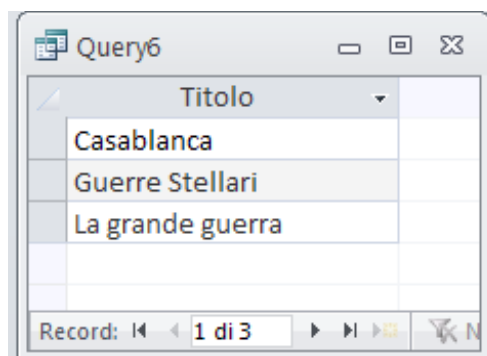 Query6
Titolo
Casablanca
Guerre Stellari
La grande guerra
Record: 1 di 3 N